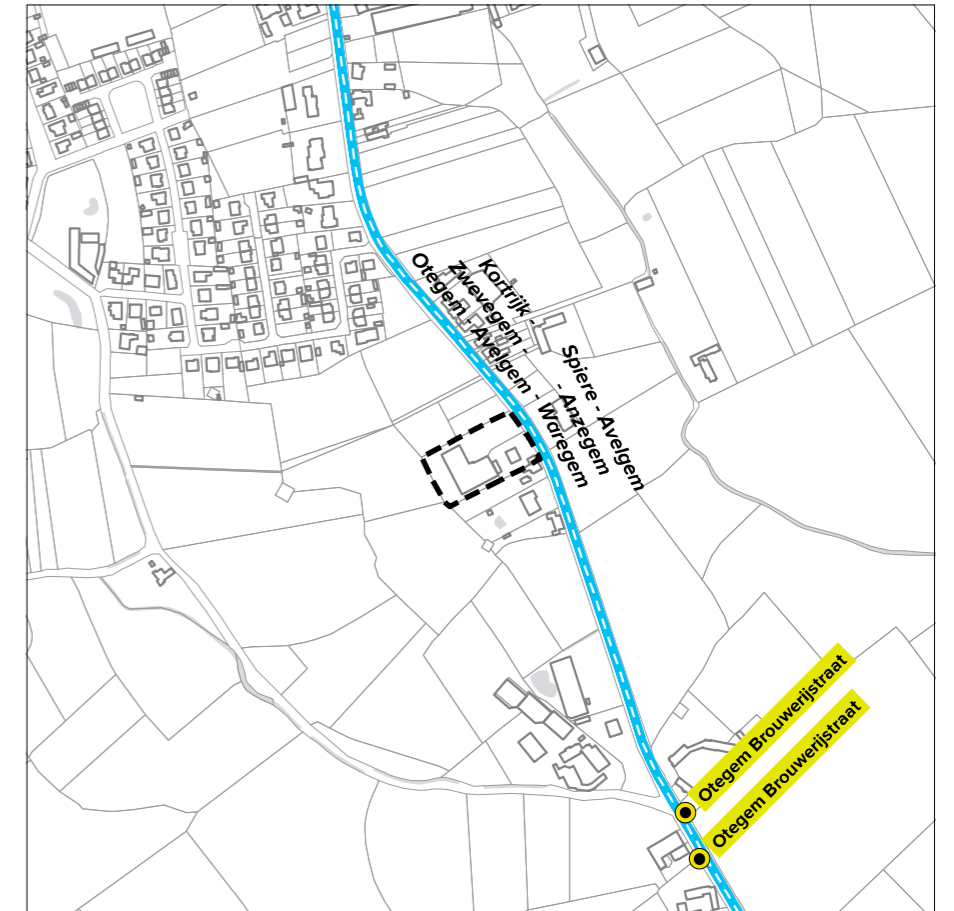 Kortrijk - Spiere - Avelgem
Zwevegem - - Anzegem
Otegem - Avelgem - Waregem
Otegem Brouwerijstraat
Otegem Brouwerijstraat